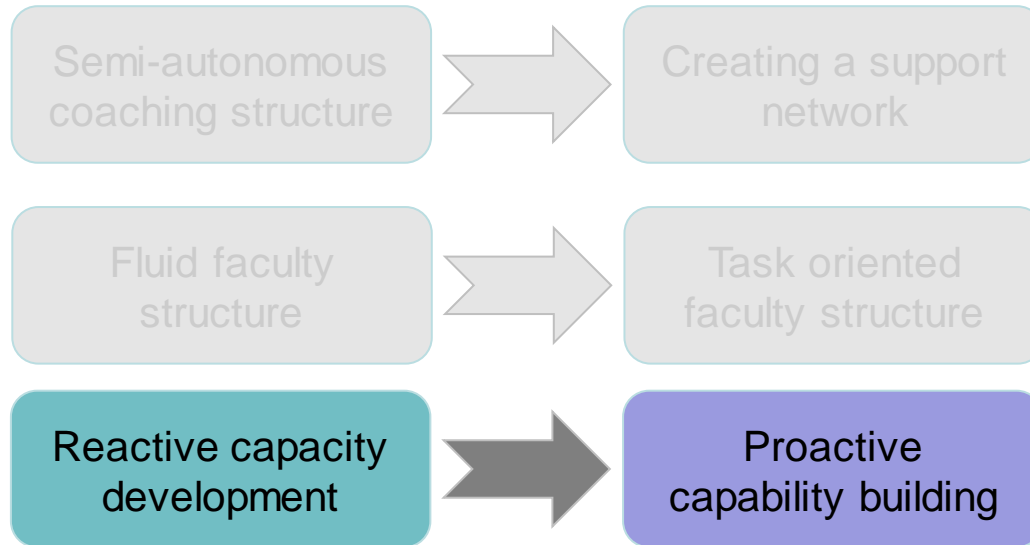 Semi-autonomous
coaching structure
Creating a support
network
Fluid faculty
structure
Task oriented
faculty structure
Reactive capacity
development
Proactive
capability building